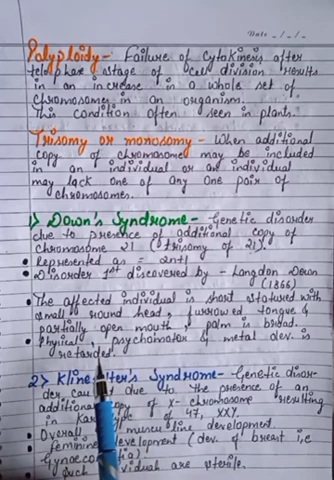 Date _/_/_
Polyploidy - Failure of cytokinesis after
telophase stage of cell division results
in an increase in a whole set of
chromosomes in an organism.
This condition often seen in plants.
Trisomy or monosomy - When additional
copy of chromosome may be included
in an individual or an individual
may lack one of any one pair of
chromosomes.
1) Down's Syndrome - Genetic disorder
due to presence of additional copy of
chromosome 21 (trisomy of 21).
• Represented as = 2n+1
• Disorder 1st discovered by - Langdon Down
(1866)
• The affected individual is short statured with
small round head, furrowed tongue &
partially open mouth, palm is broad.
• Physical, psychomotor & metal dev. is
retarded.
2) Klinefelter's Syndrome - Genetic disor-
der caused due to the presence of an
additional copy of x-chromosome resulting
in Karyotype of 47, XXY.
• Overall musculine development.
• feminine development (dev. of breast i.e
Gynaecomastia)
• Such individual are sterile.